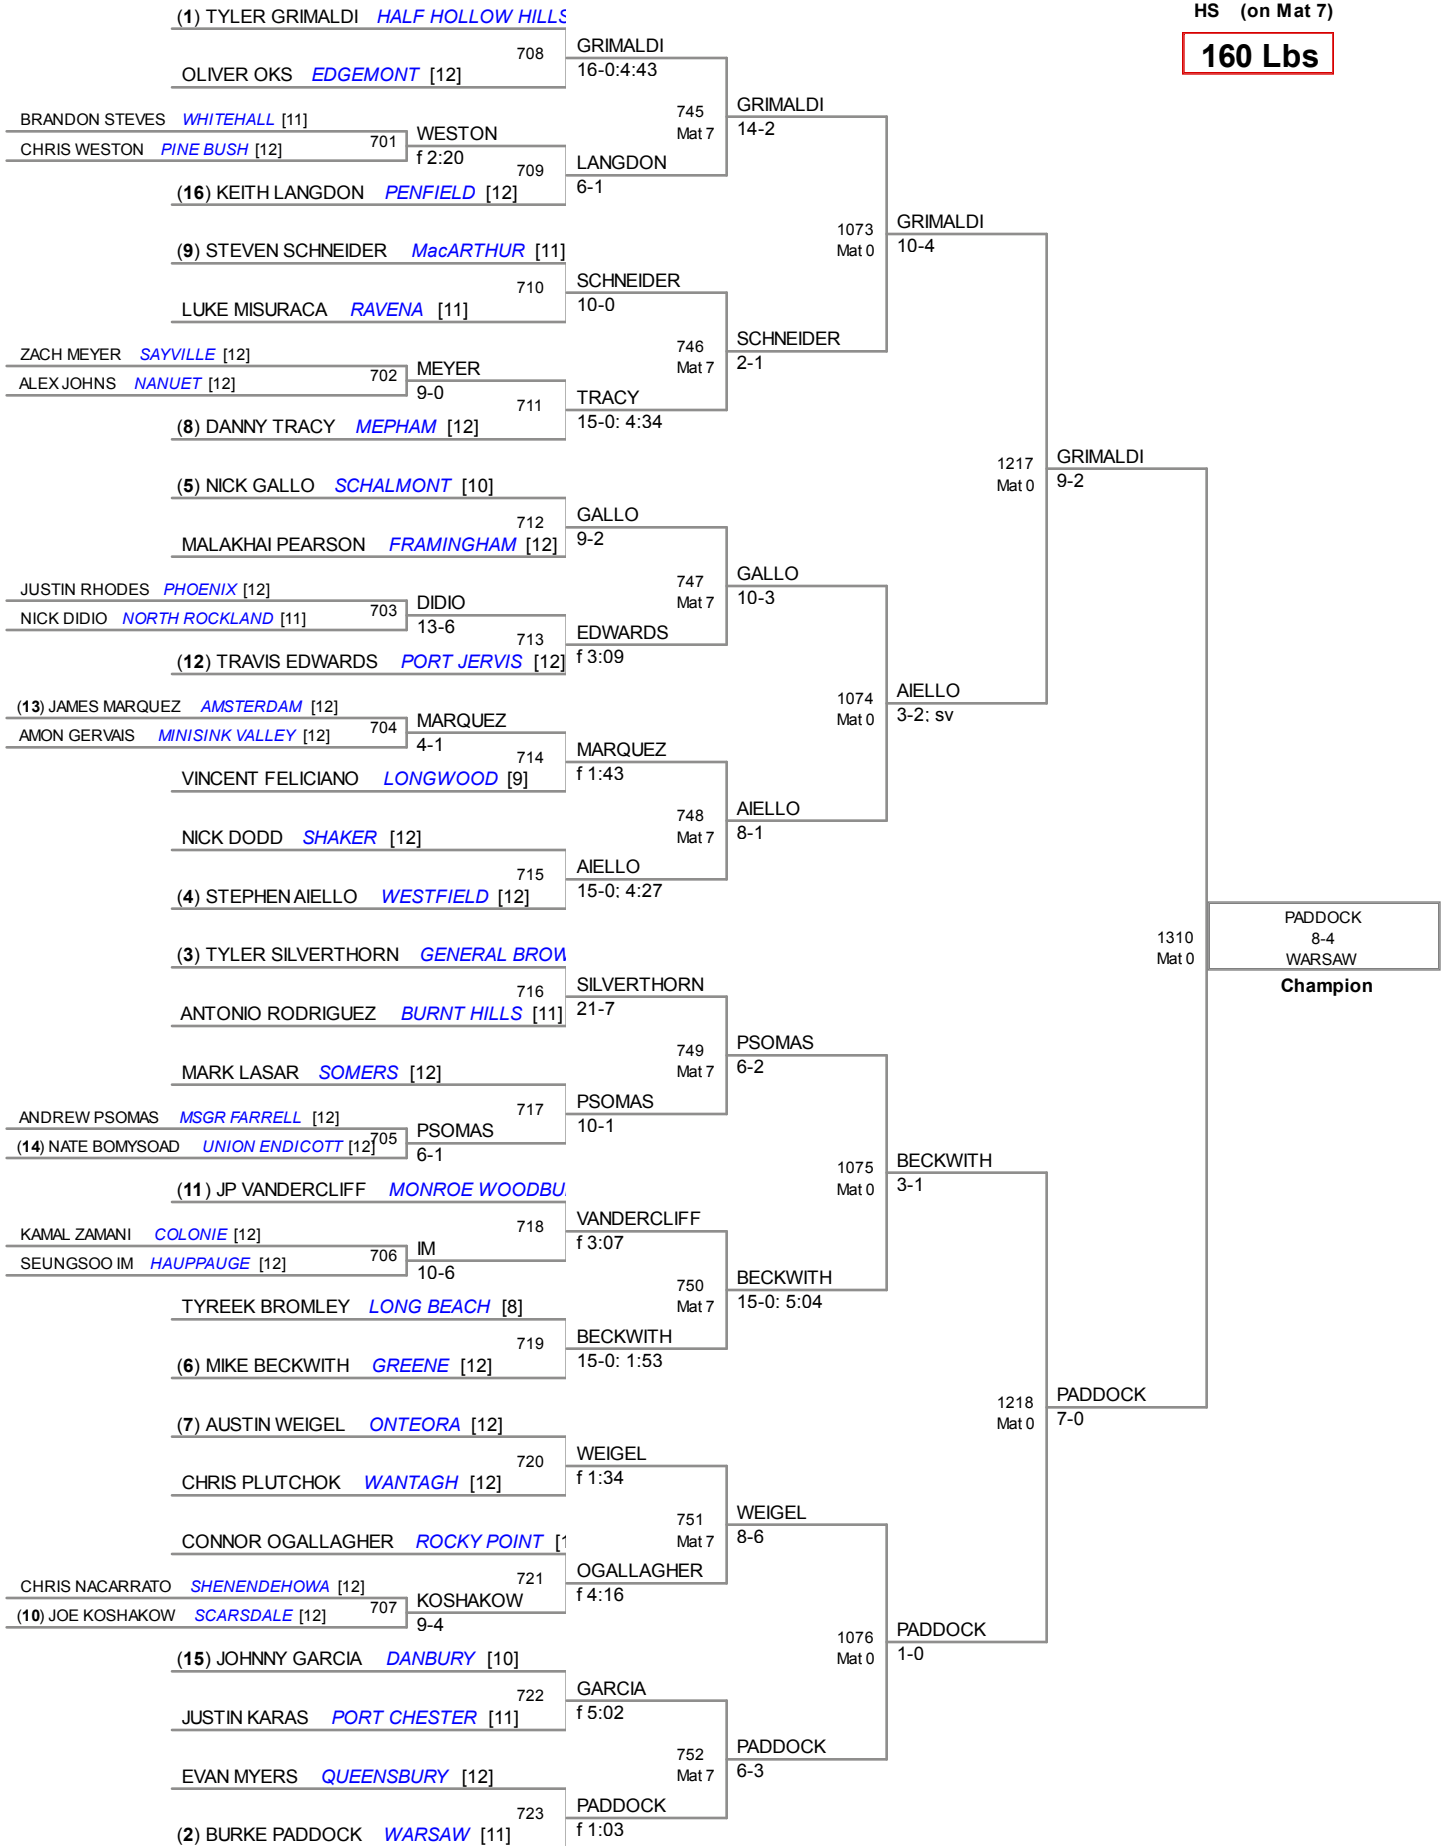 HS (on Mat 7)
160 Lbs
(1) TYLER GRIMALDI HALF HOLLOW HILLS
708
GRIMALDI
16-0:4:43
OLIVER OKS EDGEMONT [12]
745
Mat 7
GRIMALDI
14-2
BRANDON STEVES WHITEHALL [11]
701
WESTON
f 2:20
CHRIS WESTON PINE BUSH [12]
709
LANGDON
6-1
(16) KEITH LANGDON PENFIELD [12]
1073
Mat 0
GRIMALDI
10-4
(9) STEVEN SCHNEIDER MacARTHUR [11]
710
SCHNEIDER
10-0
LUKE MISURACA RAVENA [11]
746
Mat 7
SCHNEIDER
2-1
ZACH MEYER SAYVILLE [12]
702
MEYER
9-0
ALEX JOHNS NANUET [12]
711
TRACY
15-0: 4:34
(8) DANNY TRACY MEPHAM [12]
1217
Mat 0
GRIMALDI
9-2
(5) NICK GALLO SCHALMONT [10]
712
GALLO
9-2
MALAKHAI PEARSON FRAMINGHAM [12]
747
Mat 7
GALLO
10-3
JUSTIN RHODES PHOENIX [12]
703
DIDIO
13-6
NICK DIDIO NORTH ROCKLAND [11]
713
EDWARDS
f 3:09
(12) TRAVIS EDWARDS PORT JERVIS [12]
1074
Mat 0
AIELLO
3-2; sv
(13) JAMES MARQUEZ AMSTERDAM [12]
704
MARQUEZ
4-1
AMON GERVAIS MINISINK VALLEY [12]
714
MARQUEZ
f 1:43
VINCENT FELICIANO LONGWOOD [9]
748
Mat 7
AIELLO
8-1
NICK DODD SHAKER [12]
715
AIELLO
15-0; 4:27
(4) STEPHEN AIELLO WESTFIELD [12]
1310
Mat 0
PADDOCK
8-4
WARSAW
Champion
(3) TYLER SILVERTHORN GENERAL BROW
716
SILVERTHORN
21-7
ANTONIO RODRIGUEZ BURNT HILLS [11]
749
Mat 7
PSOMAS
6-2
MARK LASAR SOMERS [12]
717
PSOMAS
10-1
ANDREW PSOMAS MSGR FARRELL [12]
705
PSOMAS
6-1
(14) NATE BOMYSOAD UNION ENDICOTT [12]
1075
Mat 0
BECKWITH
3-1
(11) JP VANDERCLIFF MONROE WOODBU
718
VANDERCLIFF
f 3:07
KAMAL ZAMANI COLONIE [12]
706
IM
10-6
SEUNGSOO IM HAUPPAUGE [12]
750
Mat 7
BECKWITH
15-0: 5:04
TYREEK BROMLEY LONG BEACH [8]
719
BECKWITH
15-0: 1:53
(6) MIKE BECKWITH GREENE [12]
1218
Mat 0
PADDOCK
7-0
(7) AUSTIN WEIGEL ONTEORA [12]
720
WEIGEL
f 1:34
CHRIS PLUTCHOK WANTAGH [12]
751
Mat 7
WEIGEL
8-6
CONNOR OGALLAGHER ROCKY POINT [1
721
OGALLAGHER
f 4:16
CHRIS NACARRATO SHENENDEHOWA [12]
707
KOSHAKOW
9-4
(10) JOE KOSHAKOW SCARSDALE [12]
1076
Mat 0
PADDOCK
1-0
(15) JOHNNY GARCIA DANBURY [10]
722
GARCIA
f 5:02
JUSTIN KARAS PORT CHESTER [11]
752
Mat 7
PADDOCK
6-3
EVAN MYERS QUEENSBURY [12]
723
PADDOCK
f 1:03
(2) BURKE PADDOCK WARSAW [11]